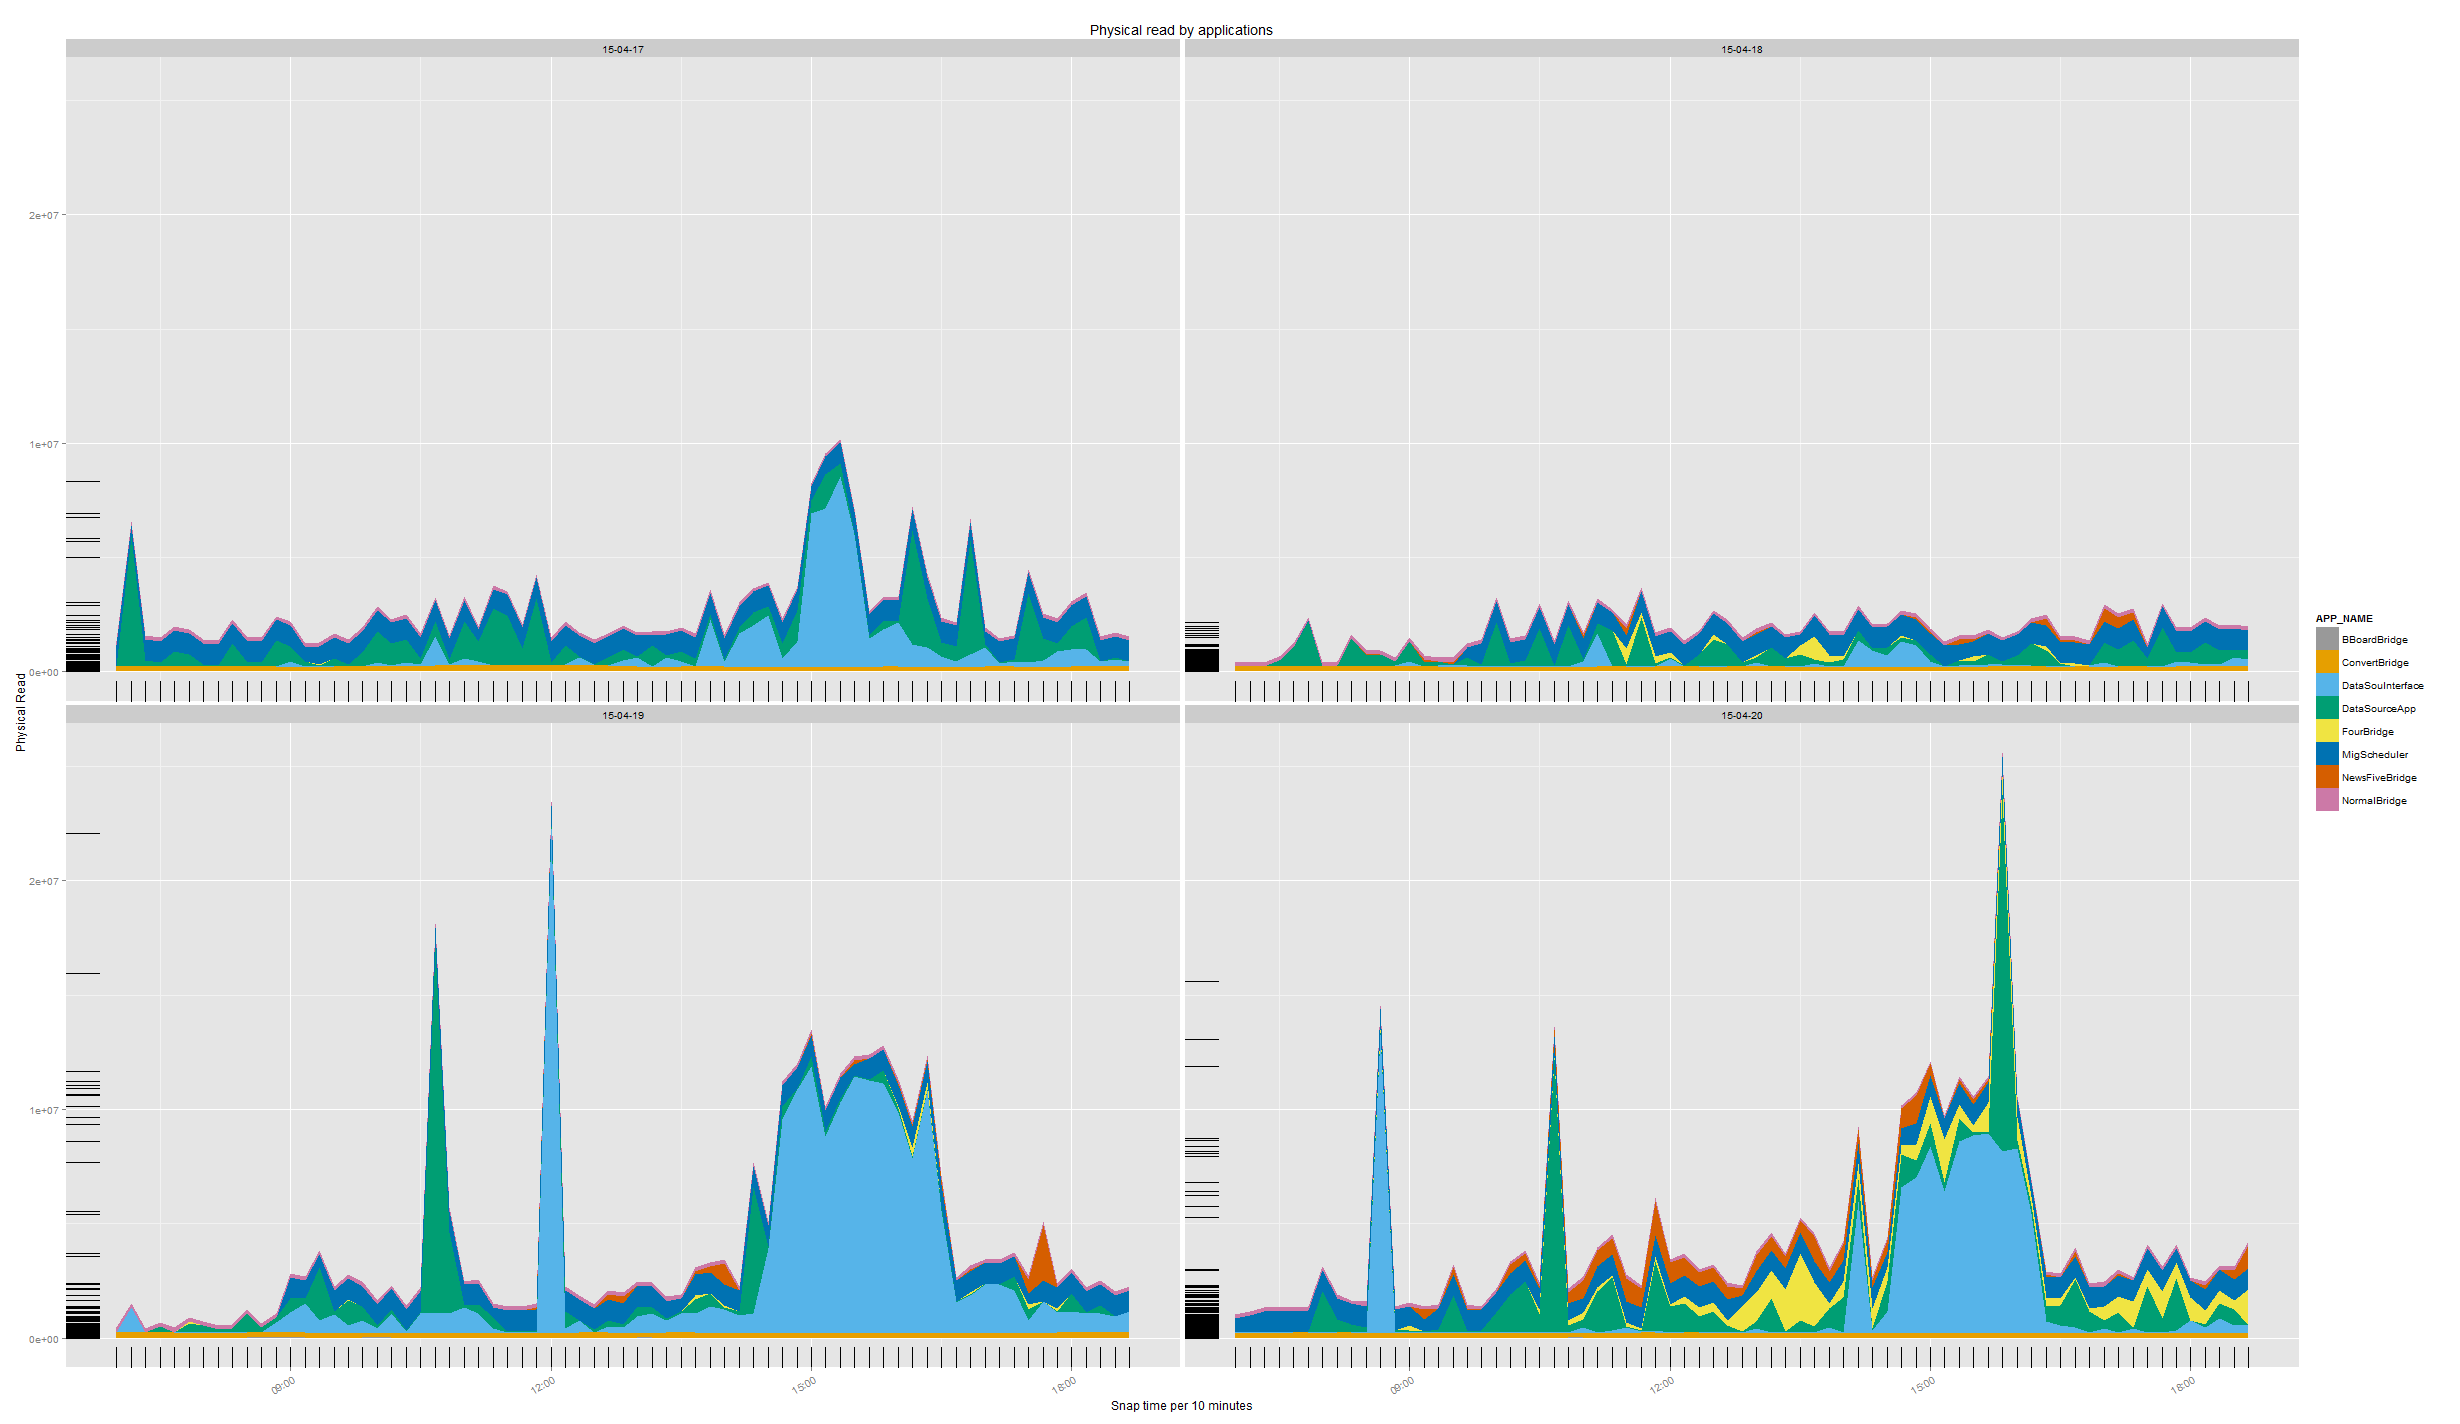 Physical read by applications
15-04-17
15-04-18
2e+07
1e+07
0e+00
Physical Read
15-04-19
15-04-20
2e+07
1e+07
0e+00
09:00
12:00
15:00
18:00
09:00
12:00
15:00
18:00
Snap time per 10 minutes
APP_NAME
BBoardBridge
ConvertBridge
DataSouInterface
DataSourceApp
FourBridge
MigScheduler
NewsFiveBridge
NormalBridge